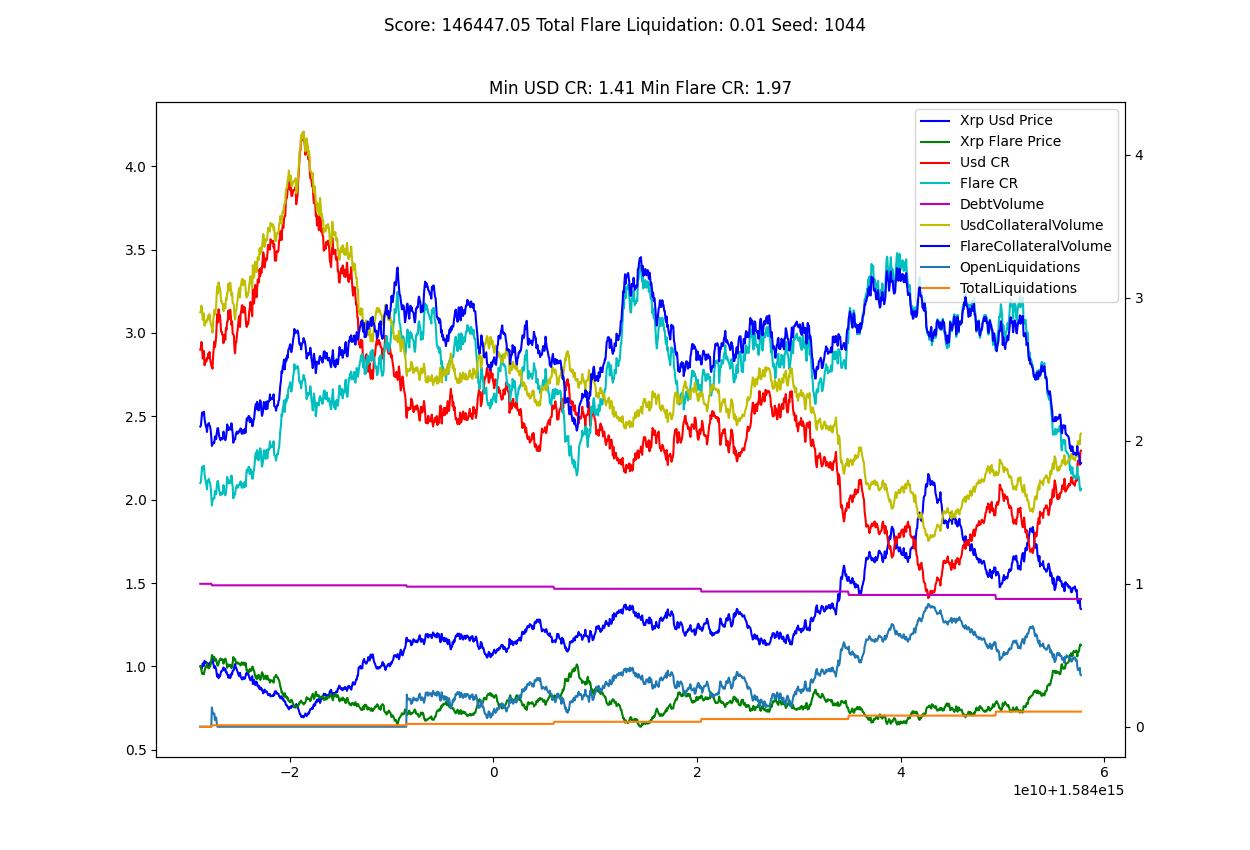 Score: 146447.05 Total Flare Liquidation: 0.01 Seed: 1044
Min USD CR: 1.41 Min Flare CR: 1.97
Xrp Usd Price
Xrp Flare Price
Usd CR
Flare CR
DebtVolume
UsdCollateralVolume
FlareCollateralVolume
OpenLiquidations
TotalLiquidations
4.0
3.5
3.0
2.5
2.0
1.5
1.0
0.5
4
3
2
1
0
−2 0 2 4 6
1e10+1.584e15